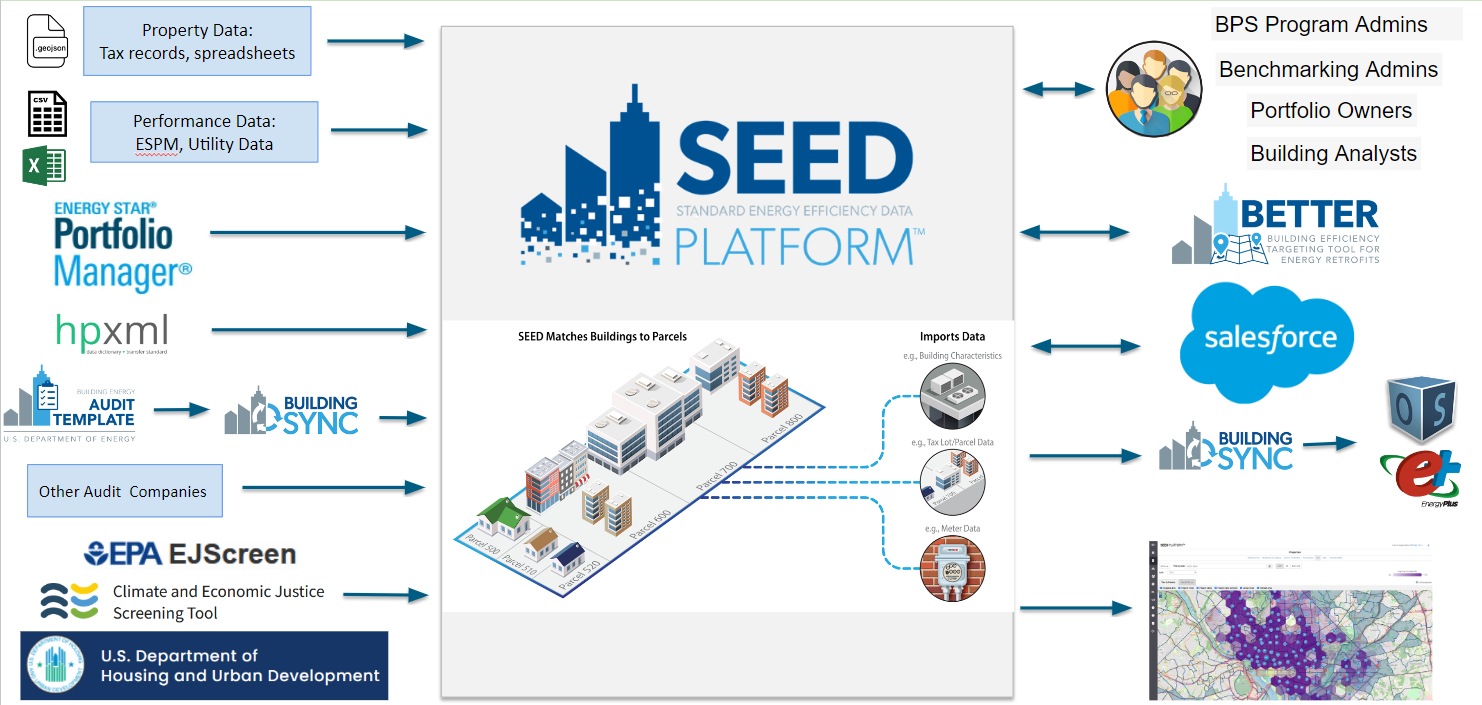 .geojson
Property Data:
Tax records, spreadsheets
CSV
Performance Data:
ESPM, Utility Data
X
ENERGY STAR®
Portfolio
Manager®
hpxml
data dictionary + transfer standard
BUILDING ENERGY
AUDIT
TEMPLATE
U.S. DEPARTMENT OF ENERGY
BUILDING
SYNC
Other Audit Companies
EPA EJScreen
Climate and Economic Justice
Screening Tool
U.S. Department of
Housing and Urban Development
SEED
STANDARD ENERGY EFFICIENCY DATA
PLATFORM™
SEED Matches Buildings to Parcels
Parcel 500
Parcel 510
Parcel 520
Parcel 600
Parcel 700
Parcel 800
Imports Data
e.g., Building Characteristics
e.g., Tax Lot/Parcel Data
e.g., Meter Data
BPS Program Admins
Benchmarking Admins
Portfolio Owners
Building Analysts
BETTER
BUILDING EFFICIENCY
TARGETING TOOL FOR
ENERGY RETROFITS
salesforce
BUILDING
SYNC
OS
e+
EnergyPlus